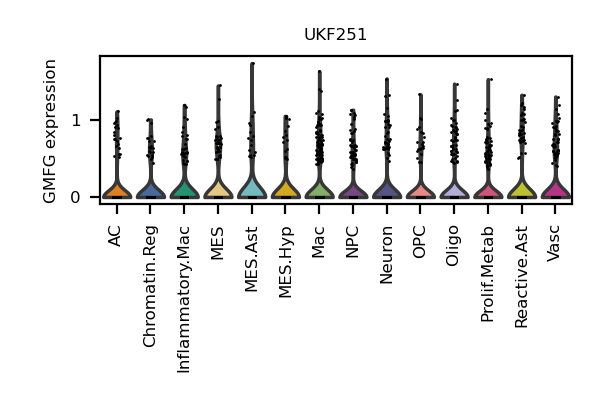 UKF251
GMFG expression
1
0
AC
Chromatin.Reg
Inflammatory.Mac
MES
MES.Ast
MES.Hyp
Mac
NPC
Neuron
OPC
Oligo
Prolif.Metab
Reactive.Ast
Vasc